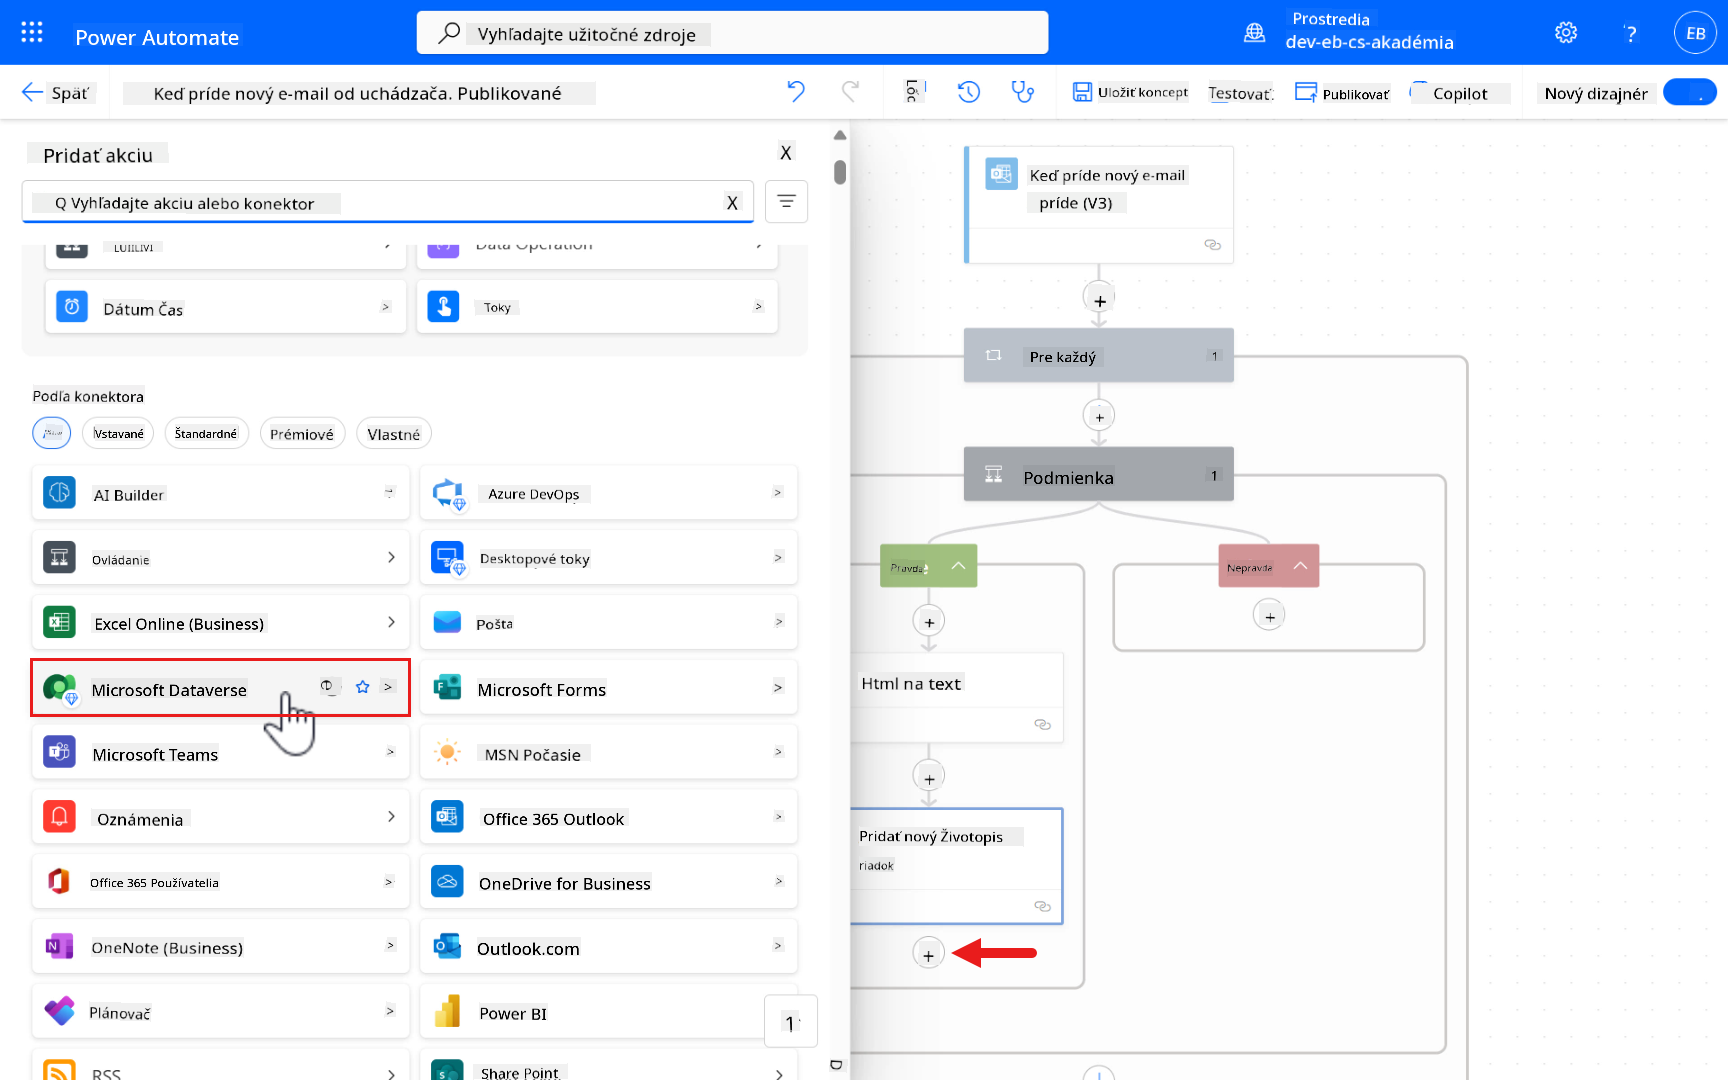 Power Automate
Vyhľadajte užitočné zdroje
Prostredia
dev-eb-cs-akadémia
?
EB
Späť
Keď príde nový e-mail od uchádzača. Publikované
Uložiť koncept
Testovať
Publikovať
Copilot
Nový dizajnér
Pridať akciu
X
Q Vyhľadajte akciu alebo konektor
X
Data Operation
Dátum Čas
Toky
Podľa konektora
Vstavané
Štandardné
Prémiové
Vlastné
AI Builder
Azure DevOps
Ovládanie
Desktopové toky
Excel Online (Business)
Pošta
Microsoft Dataverse
Microsoft Forms
Microsoft Teams
MSN Počasie
Oznámenia
Office 365 Outlook
Office 365 Používatelia
OneDrive for Business
OneNote (Business)
Outlook.com
Plánovač
Power BI
RSS
Share Point
Keď príde nový e-mail
príde (V3)
Pre každý
1
Podmienka
1
Pravda
Nepravda
Html na text
Pridať nový Životopis
riadok